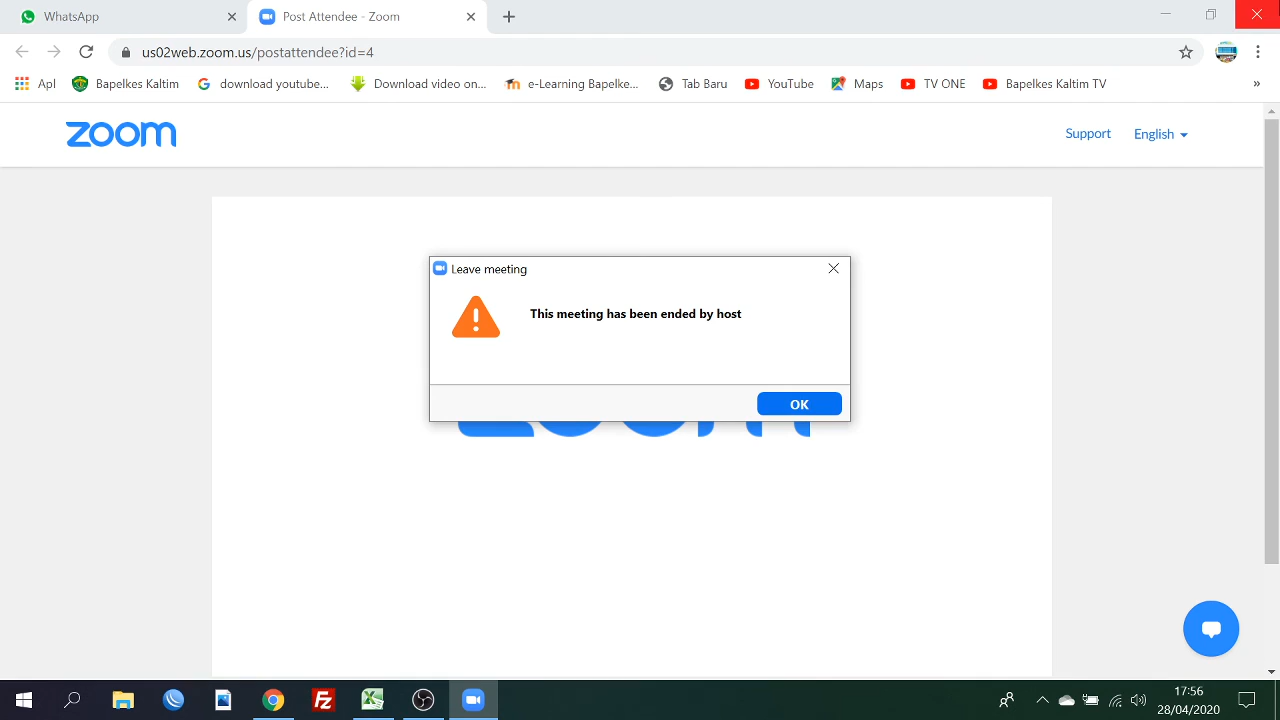 WhatsApp
Post Attendee - Zoom
us02web.zoom.us/postattendee?id=4
Apl
Bapelkes Kaltim
download youtube...
Download video on...
e-Learning Bapelke...
Tab Baru
YouTube
Maps
TV ONE
Bapelkes Kaltim TV
»
zoom
Support
English
Leave meeting
This meeting has been ended by host
OK
17:56
28/04/2020